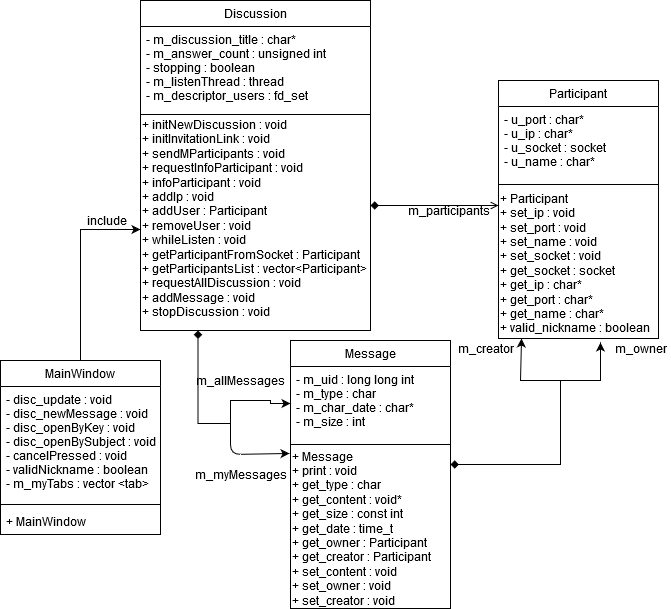 Discussion
- m_discussion_title : char*
- m_answer_count : unsigned int
- stopping : boolean
- m_listenThread : thread
- m_descriptor_users : fd_set
+ initNewDiscussion : void
+ initInvitationLink : void
+ sendMParticipants : void
+ requestInfoParticipant : void
+ infoParticipant : void
+ addIp : void
+ addUser : Participant
+ removeUser : void
+ whileListen : void
+ getParticipantFromSocket : Participant
+ getParticipantsList : vector<Participant>
+ requestAllDiscussion : void
+ addMessage : void
+ stopDiscussion : void
Participant
- u_port : char*
- u_ip : char*
- u_socket : socket
- u_name : char*
+ Participant
+ set_ip : void
+ set_port : void
+ set_name : void
+ set_socket : void
+ get_socket : socket
+ get_ip : char*
+ get_port : char*
+ get_name : char*
+ valid_nickname : boolean
m_participants
include
m_creator
m_owner
MainWindow
- disc_update : void
- disc_newMessage : void
- disc_openByKey : void
- disc_openBySubject : void
- cancelPressed : void
- validNickname : boolean
- m_myTabs : vector <tab>
+ MainWindow
m_allMessages
m_myMessages
Message
- m_uid : long long int
- m_type : char
- m_char_date : char*
- m_size : int
+ Message
+ print : void
+ get_type : char
+ get_content : void*
+ get_size : const int
+ get_date : time_t
+ get_owner : Participant
+ get_creator : Participant
+ set_content : void
+ set_owner : void
+ set_creator : void